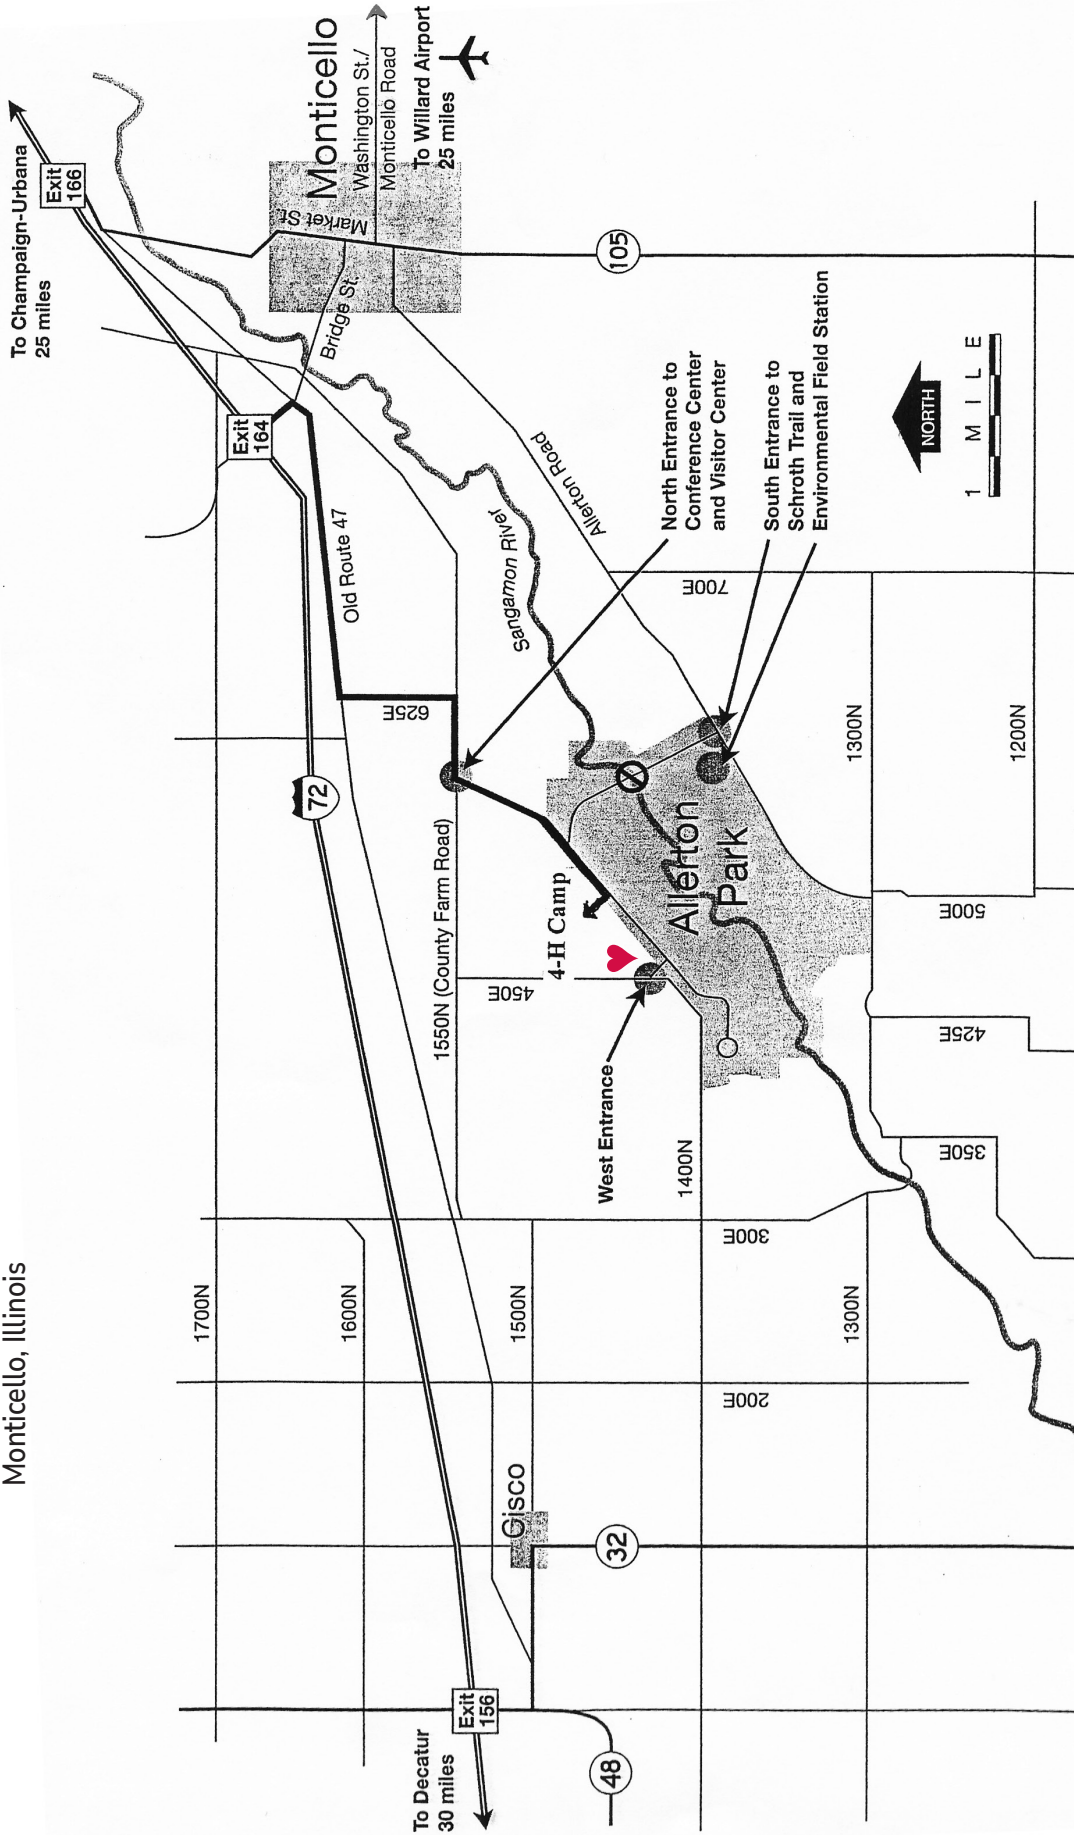 Monticello, Illinois
To Champaign-Urbana
25 miles
Exit
166
Monticello
Washington St./
Monticello Road
To Willard Airport
25 miles
Market St.
Bridge St.
105
Exit
164
Old Route 47
Sangamon River
Allerton Road
North Entrance to
Conference Center
and Visitor Center
South Entrance to
Schroth Trail and
Environmental Field Station
NORTH
1 MILE
700E
625E
72
1550N (County Farm Road)
4-H Camp
Allerton
Park
450E
West Entrance
1300N
1200N
500E
425E
350E
1400N
300E
1700N
1600N
1500N
1300N
200E
Cisco
32
Exit
156
To Decatur
30 miles
48